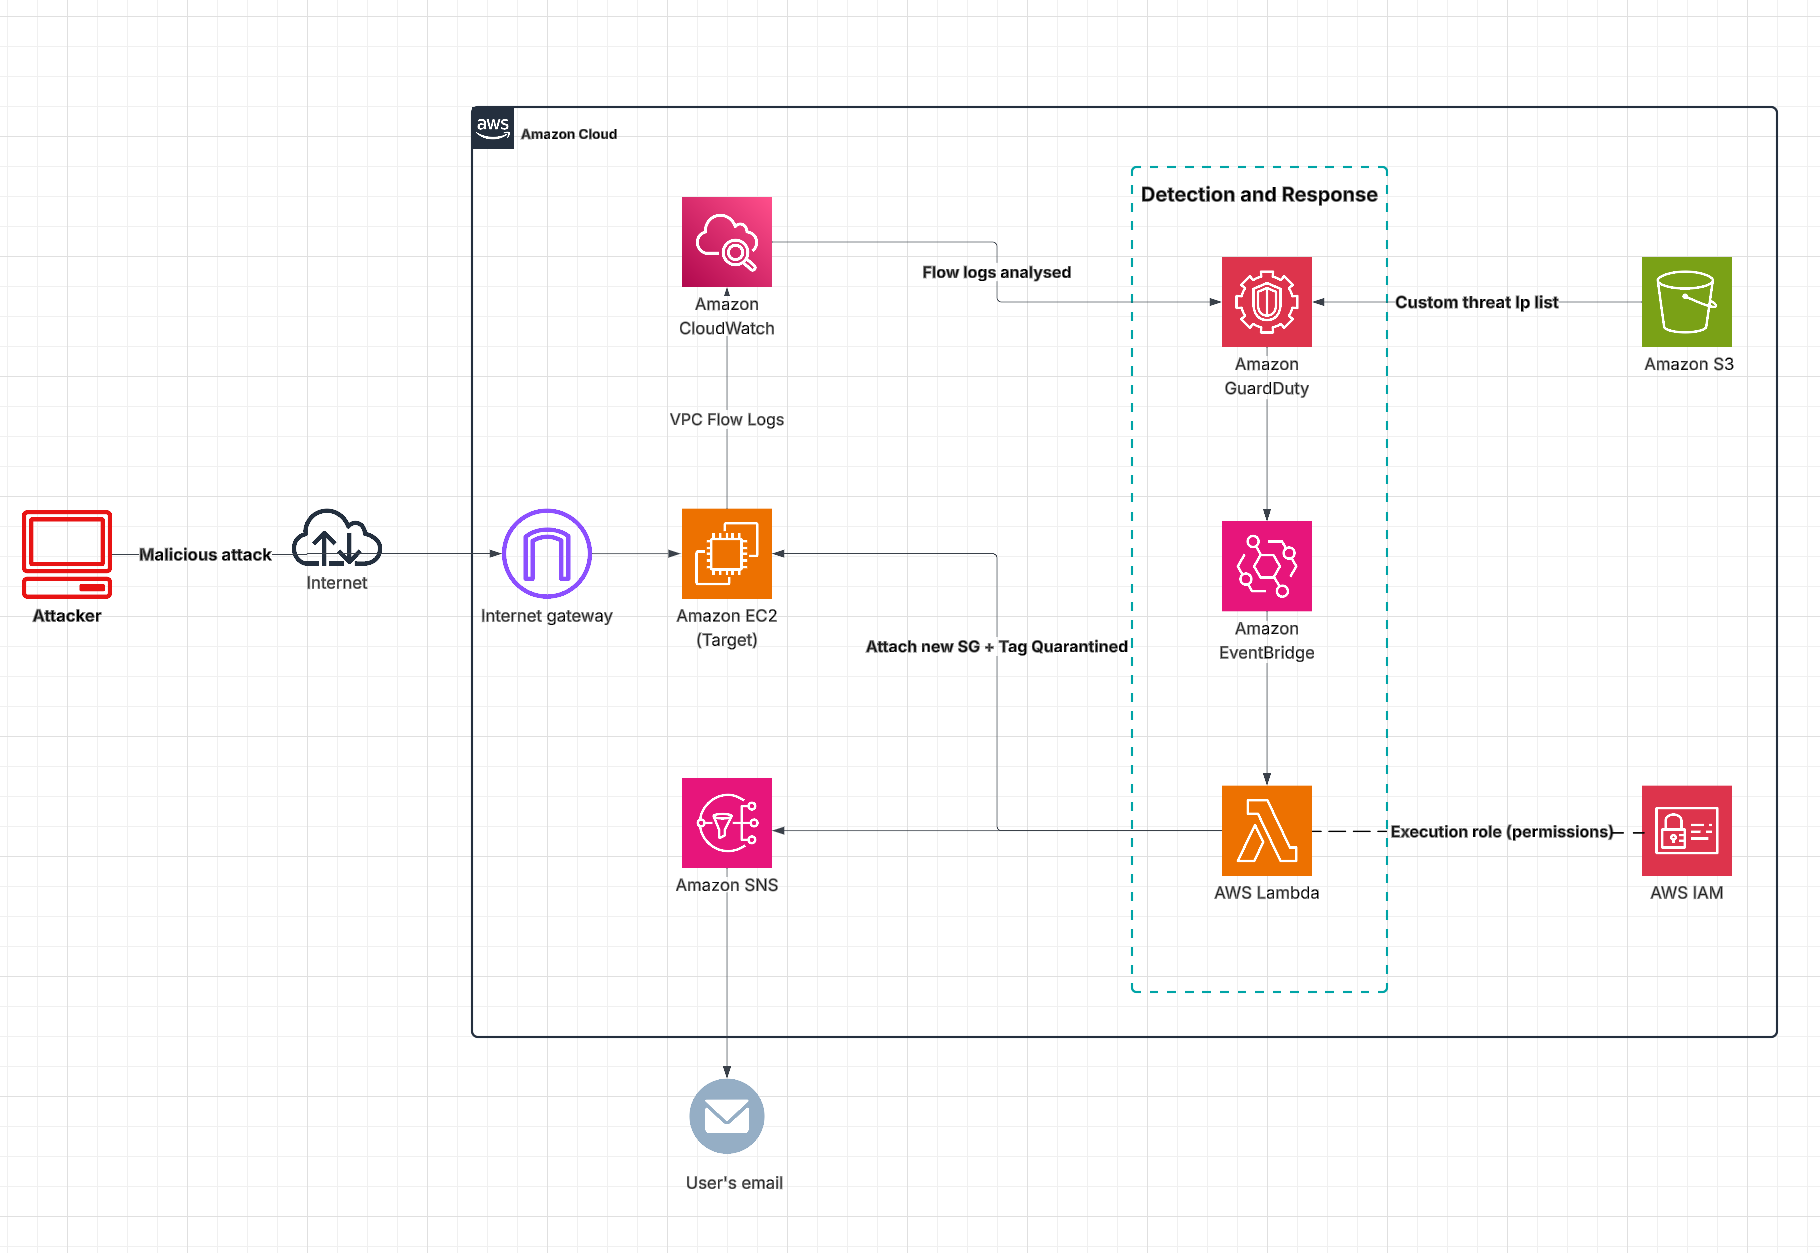 aws
Amazon Cloud
Detection and Response
Amazon
CloudWatch
Flow logs analysed
Amazon
GuardDuty
Custom threat Ip list
Amazon S3
VPC Flow Logs
Attacker
Malicious attack
Internet
Internet gateway
Amazon EC2
(Target)
Attach new SG + Tag Quarantined
Amazon
EventBridge
Amazon SNS
AWS Lambda
Execution role (permissions)
AWS IAM
User's email